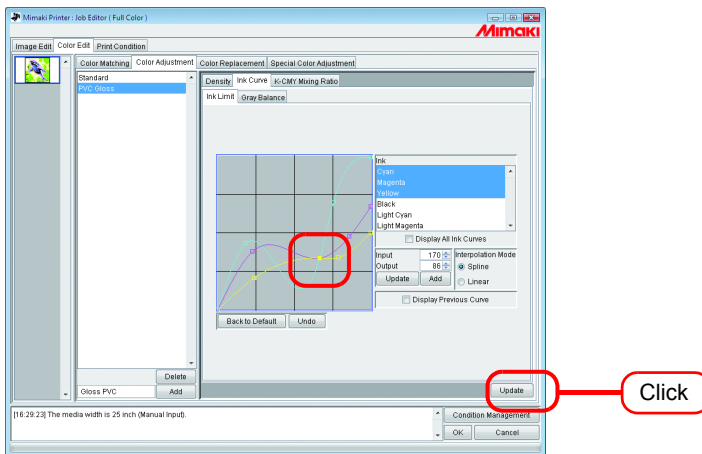 Mimaki Printer : Job Editor ( Full Color )
Mimaki
Image Edit Color Edit Print Condition
Color Matching Color Adjustment Color Replacement Special Color Adjustment
Standard
PVC Gloss
Density Ink Curve K-CMY Mixing Ratio
Ink Limit Gray Balance
Ink
Cyan
Magenta
Yellow
Black
Light Cyan
Light Magenta
Display All Ink Curves
Input 170 Interpolation Mode
Output 86 Spline
Update Add Linear
Display Previous Curve
Back to Default Undo
Delete
Gloss PVC Add
Update
Click
[16:29:23] The media width is 25 inch (Manual Input).
Condition Management
OK Cancel